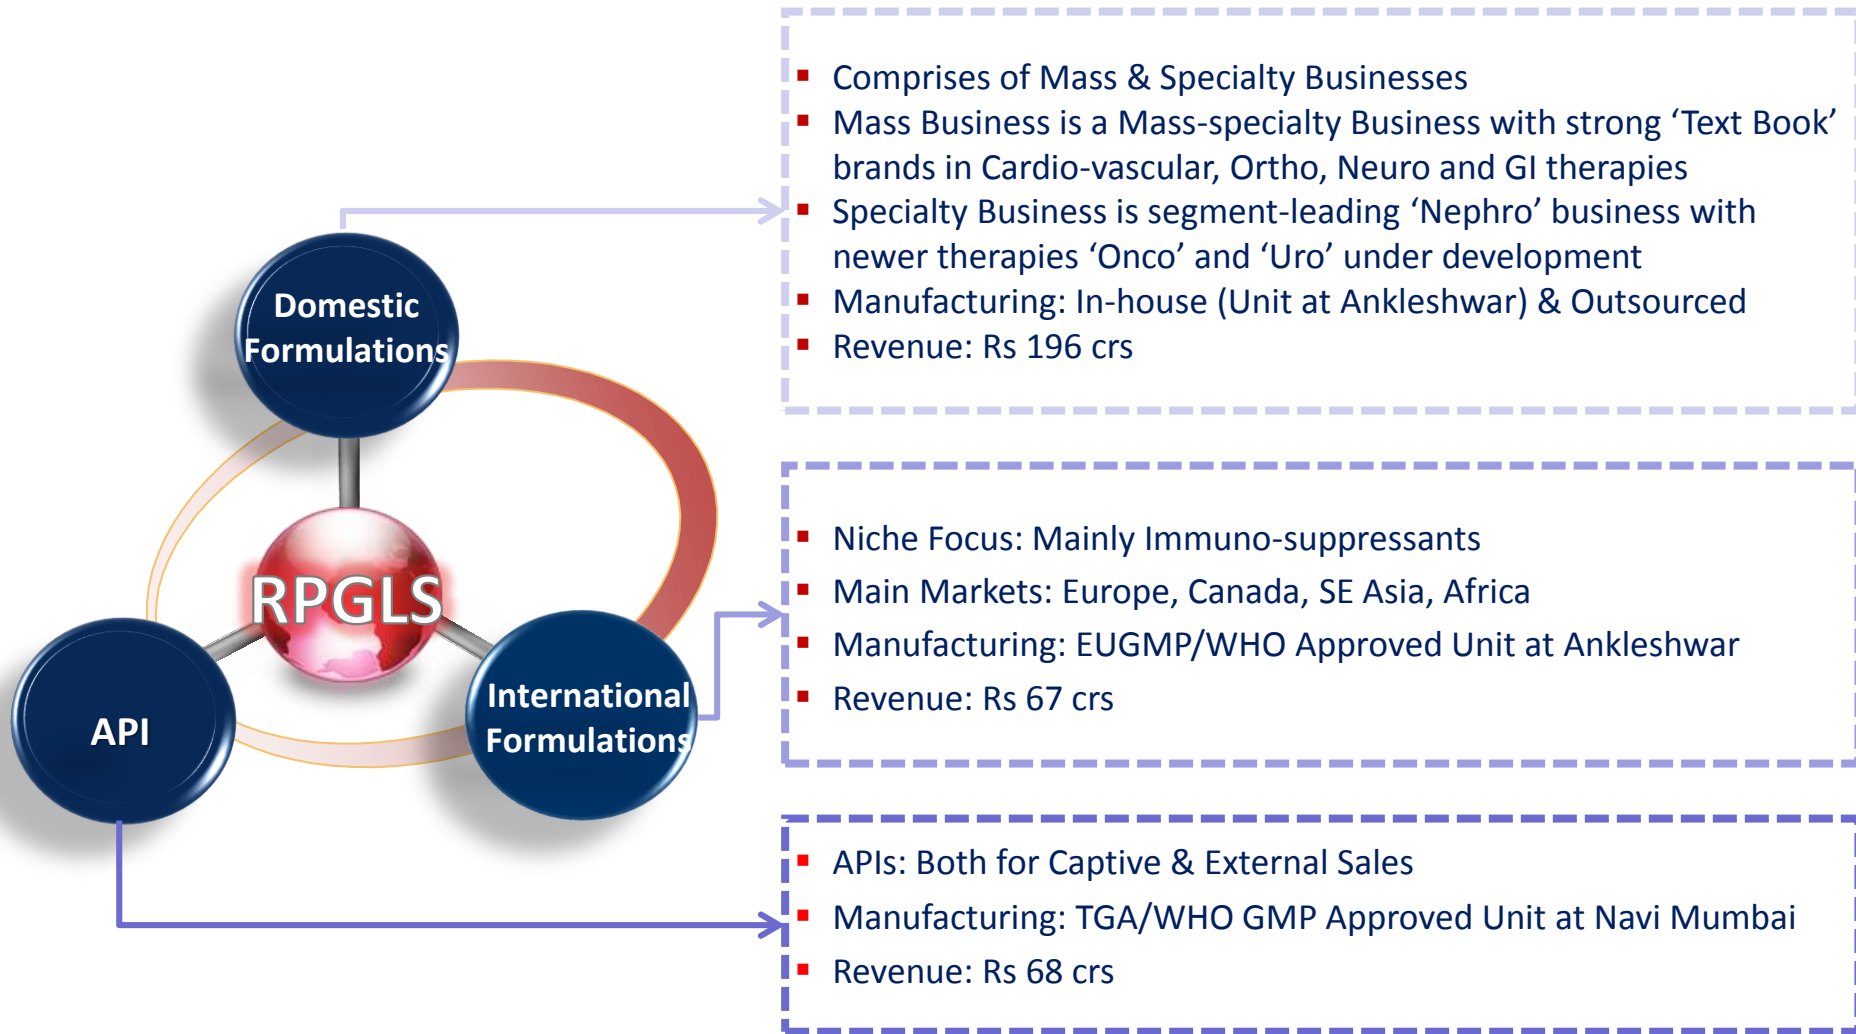 Domestic
Formulations
RPGLS
API
International
Formulations
▪ Comprises of Mass & Specialty Businesses
▪ Mass Business is a Mass-specialty Business with strong ‘Text Book’
brands in Cardio-vascular, Ortho, Neuro and GI therapies
▪ Specialty Business is segment-leading ‘Nephro’ business with
newer therapies ‘Onco’ and ‘Uro’ under development
▪ Manufacturing: In-house (Unit at Ankleshwar) & Outsourced
▪ Revenue: Rs 196 crs
▪ Niche Focus: Mainly Immuno-suppressants
▪ Main Markets: Europe, Canada, SE Asia, Africa
▪ Manufacturing: EUGMP/WHO Approved Unit at Ankleshwar
▪ Revenue: Rs 67 crs
▪ APIs: Both for Captive & External Sales
▪ Manufacturing: TGA/WHO GMP Approved Unit at Navi Mumbai
▪ Revenue: Rs 68 crs